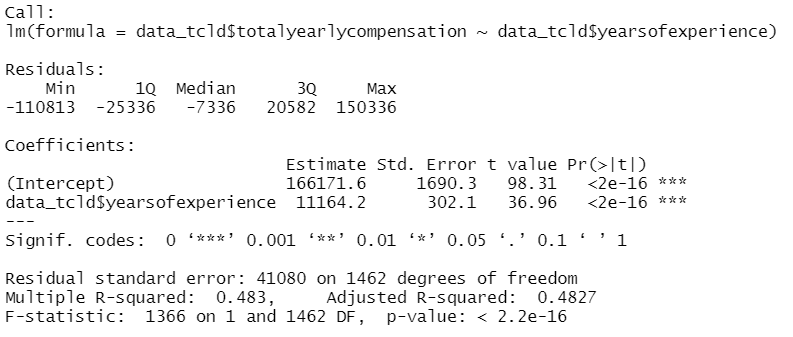 Call:
lm(formula = data_tcld$totalyearlycompensation ~ data_tcld$yearsofexperience)
Residuals:
Min 1Q Median 3Q Max
-110813 -25336 -7336 20582 150336
Coefficients:
Estimate Std. Error t value Pr(>|t|)
(Intercept) 166171.6 1690.3 98.31 <2e-16 ***
data_tcld$yearsofexperience 11164.2 302.1 36.96 <2e-16 ***
---
Signif. codes: 0 ‘***’ 0.001 ‘**’ 0.01 ‘*’ 0.05 ‘.’ 0.1 ‘ ’ 1
Residual standard error: 41080 on 1462 degrees of freedom
Multiple R-squared: 0.483, Adjusted R-squared: 0.4827
F-statistic: 1366 on 1 and 1462 DF, p-value: < 2.2e-16